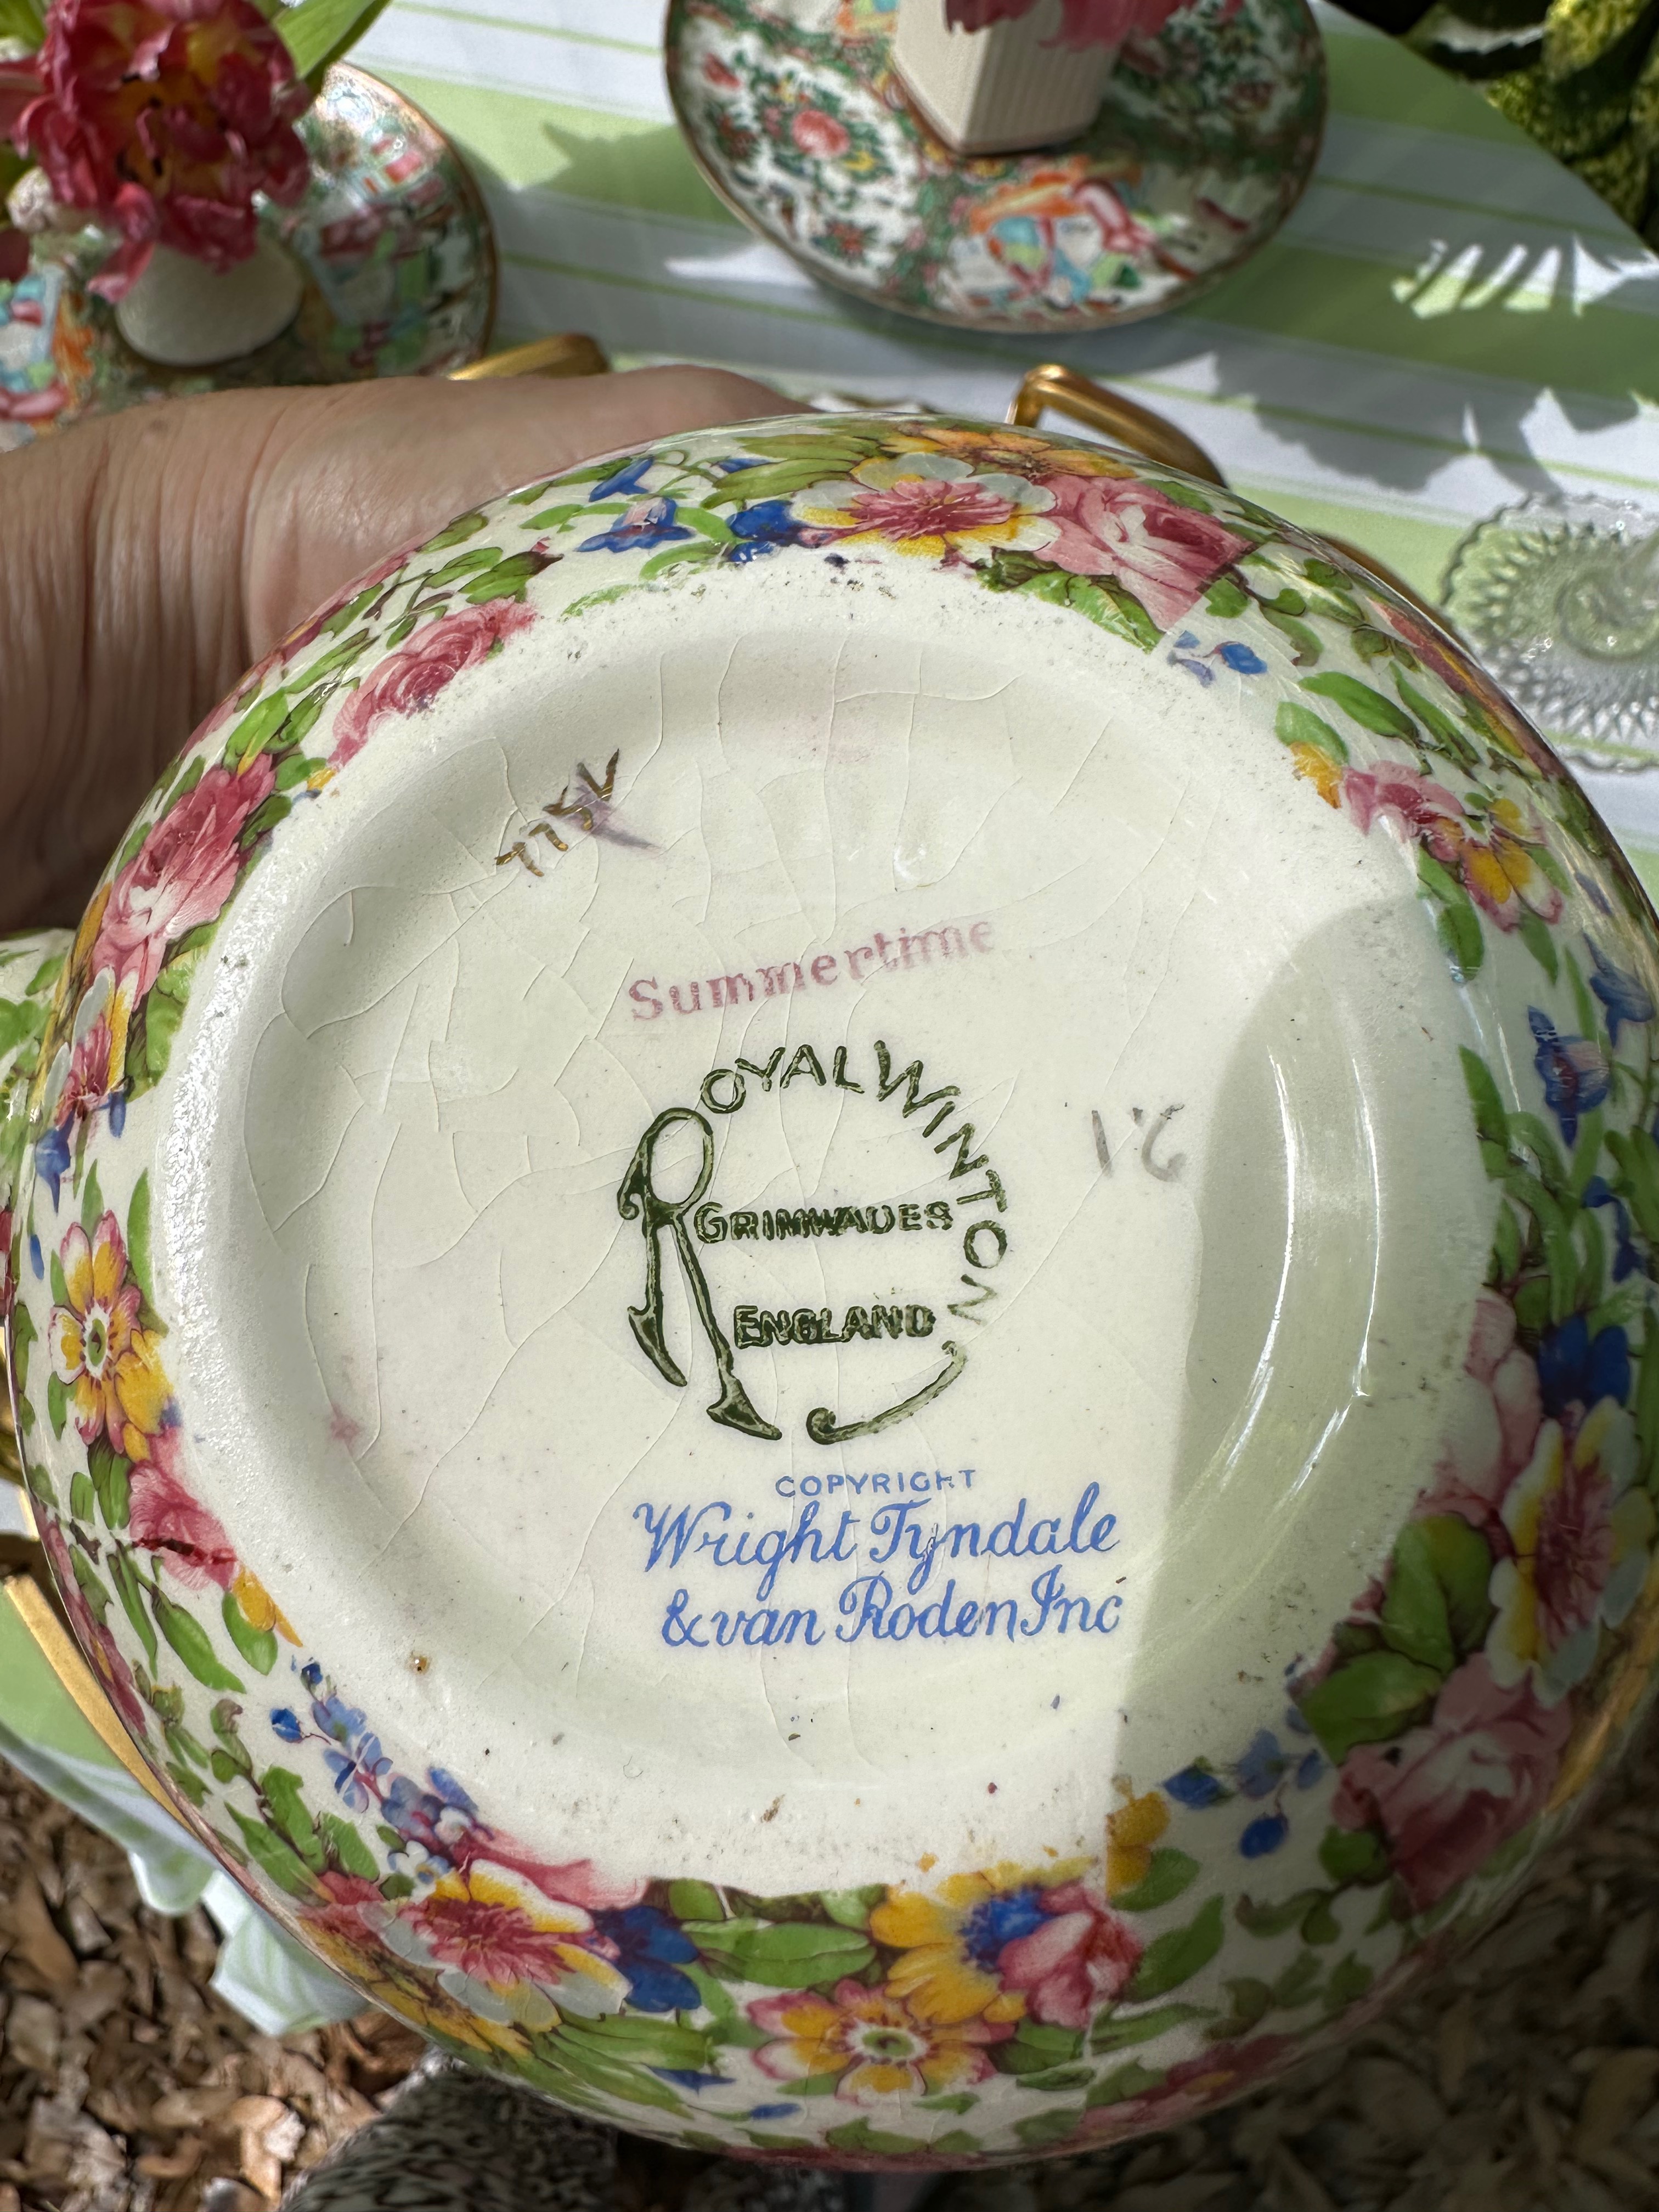 Summertime
ROYAL WINTON
GRIMWADES
ENGLAND
COPYRIGHT
Wright Tyndale
& van Roden Inc